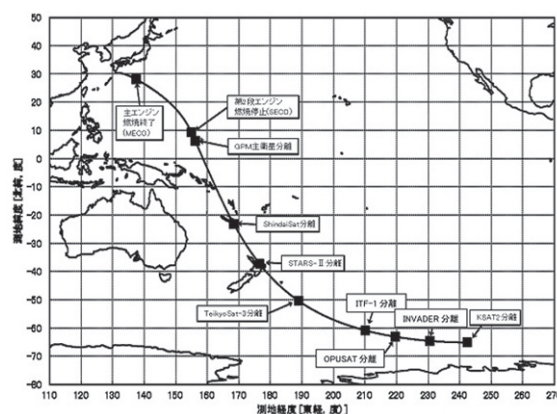 50
40
30
20
10
0
-10
-20
-30
-40
-50
-60
-70
-80
測地緯度[北緯,度]
主エンジン
燃焼終了
(MECO)
第2段エンジン
燃焼停止(SECO)
GPM主衛星分離
ShindaiSat分離
STARS-Ⅱ分離
TeikyoSat-3分離
ITF-1 分離
INVADER 分離
KSAT2分離
OPUSAT 分離
110 120 130 140 150 160 170 180 190 200 210 220 230 240 250 260 270
測地経度[東経,度]